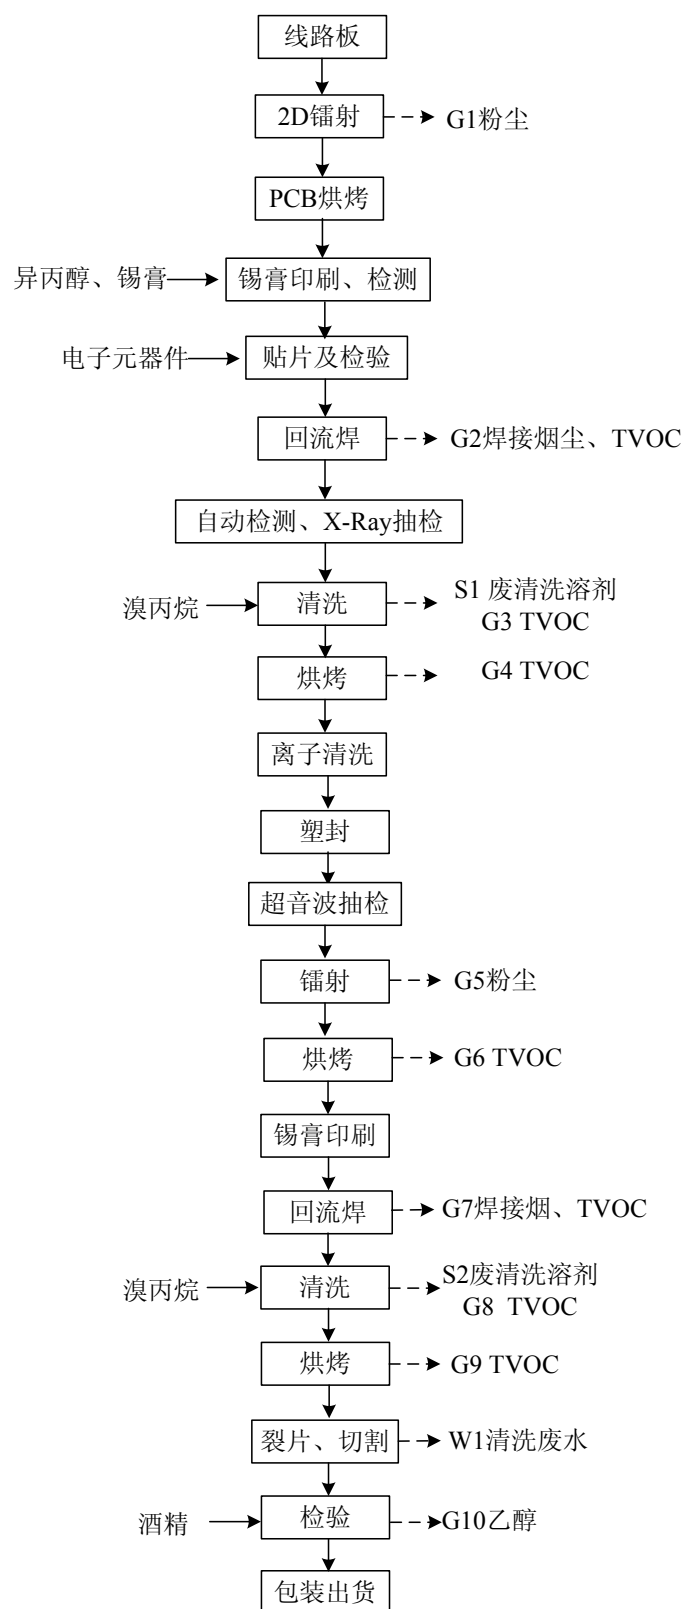 线路板
2D镭射
G1粉尘
PCB烘烤
异丙醇、锡膏
锡膏印刷、检测
电子元器件
贴片及检验
回流焊
G2焊接烟尘、TVOC
自动检测、X-Ray抽检
溴丙烷
清洗
S1 废清洗溶剂
G3 TVOC
烘烤
G4 TVOC
离子清洗
塑封
超音波抽检
镭射
G5粉尘
烘烤
G6 TVOC
锡膏印刷
回流焊
G7焊接烟、TVOC
溴丙烷
清洗
S2废清洗溶剂
G8 TVOC
烘烤
G9 TVOC
裂片、切割
W1清洗废水
酒精
检验
G10乙醇
包装出货